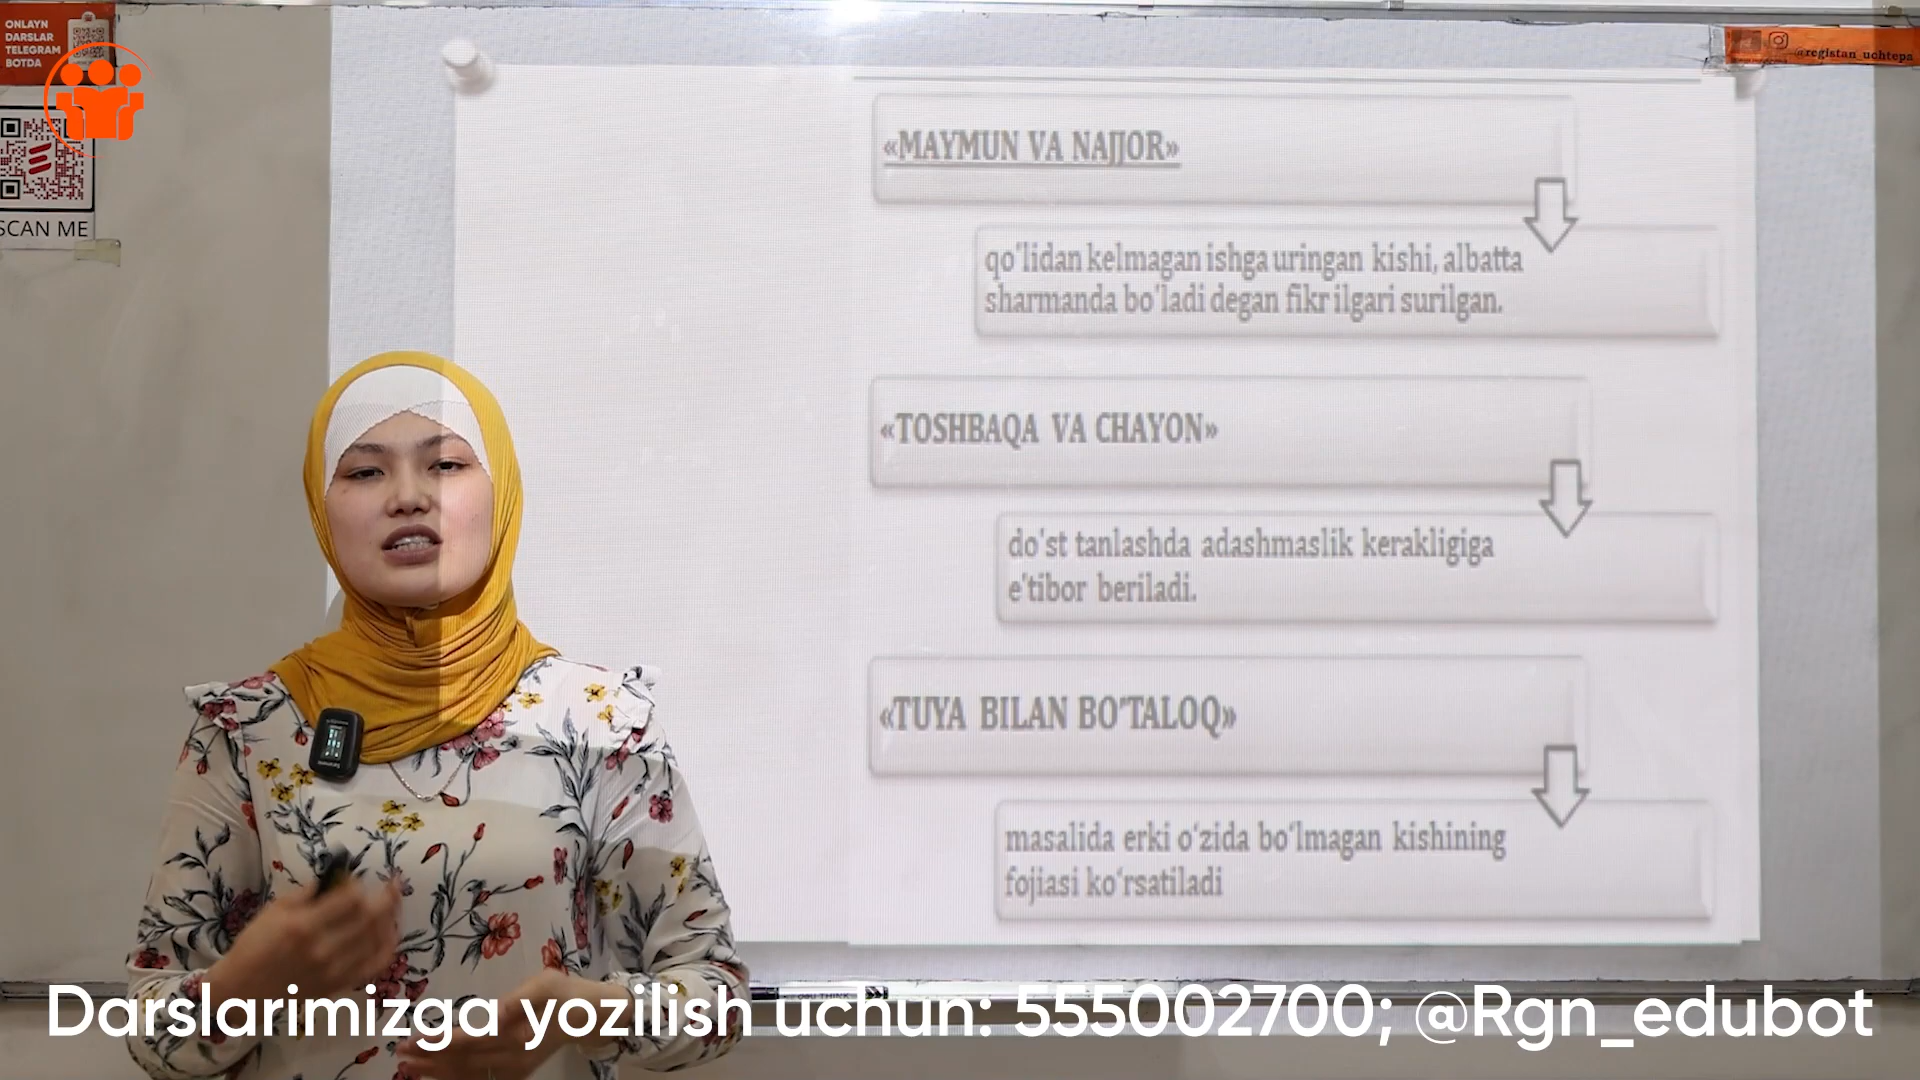 ONLAYN
DARSLAR
TELEGRAM
BOTDA
SCAN ME
@registan_uchtepa
«MAYMUN VA NAJJOR»
qo‘lidan kelmagan ishga uringan kishi, albatta
sharmanda bo‘ladi degan fikr ilgari surilgan.
«TOSHBAQA VA CHAYON»
do‘st tanlashda adashmaslik kerakligiga
e’tibor beriladi.
«TUYA BILAN BO‘TALOQ»
masalida erki o‘zida bo‘lmagan kishining
fojiasi ko‘rsatiladi
Darslarimizga yozilish uchun: 555002700; @Rgn_edubot